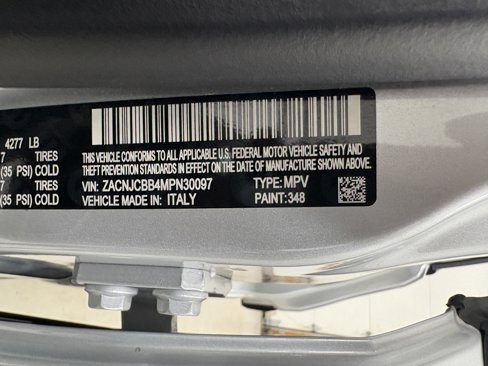 4277 LB
7 TIRES
(35 PSI) COLD
7 TIRES
(35 PSI) COLD
THIS VEHICLE CONFORMS TO ALL APPLICABLE U.S. FEDERAL MOTOR VEHICLE SAFETY AND
THEFT PREVENTION STANDARDS IN EFFECT ON THE DATE OF MANUFACTURE SHOWN ABOVE.
VIN: ZACNJCBB4MPN30097 TYPE: MPV
VEHICLE MADE IN: ITALY PAINT: 348